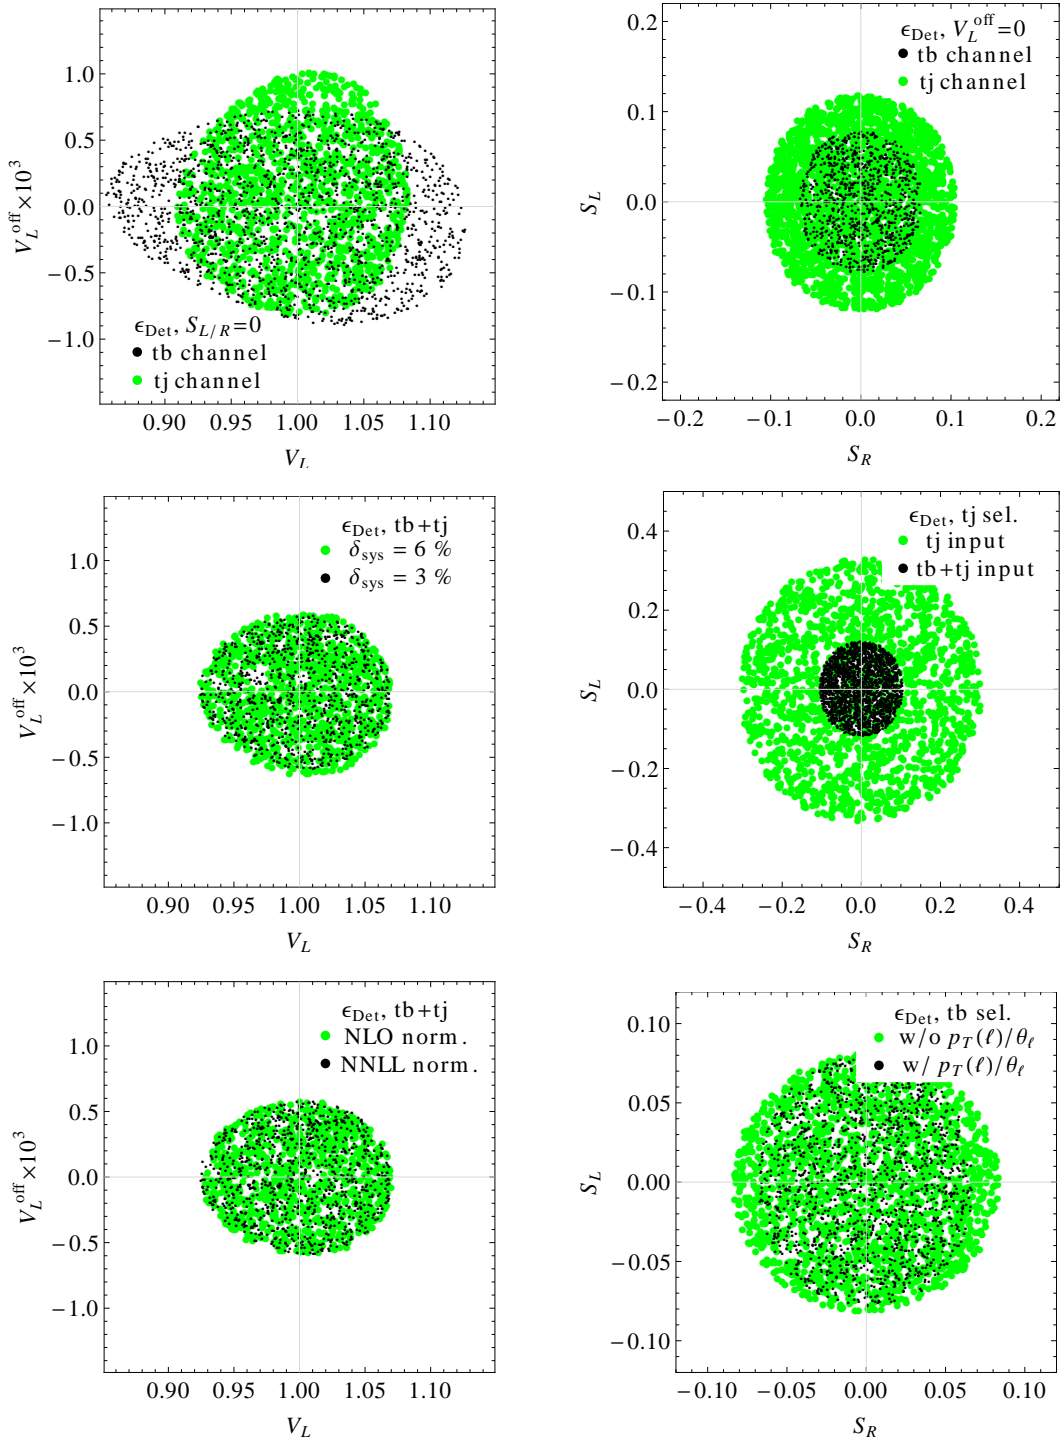 1.0
0.5
0.0
−0.5
−1.0
V_L^off ×10^3
ϵ_Det, S_L/R=0
tb channel
tj channel
0.90 0.95 1.00 1.05 1.10
V_L
0.2
0.1
0.0
−0.1
−0.2
S_L
ϵ_Det, V_L^off=0
tb channel
tj channel
−0.2 −0.1 0.0 0.1 0.2
S_R
1.0
0.5
0.0
−0.5
−1.0
V_L^off ×10^3
ϵ_Det, tb+tj
δ_sys = 6 %
δ_sys = 3 %
0.90 0.95 1.00 1.05 1.10
V_L
0.4
0.2
0.0
−0.2
−0.4
S_L
ϵ_Det, tj sel.
tj input
tb+tj input
−0.4 −0.2 0.0 0.2 0.4
S_R
1.0
0.5
0.0
−0.5
−1.0
V_L^off ×10^3
ϵ_Det, tb+tj
NLO norm.
NNLL norm.
0.90 0.95 1.00 1.05 1.10
V_L
0.10
0.05
0.00
−0.05
−0.10
S_L
ϵ_Det, tb sel.
w/o p_T(ℓ)/θ_ℓ
w/ p_T(ℓ)/θ_ℓ
−0.10 −0.05 0.00 0.05 0.10
S_R